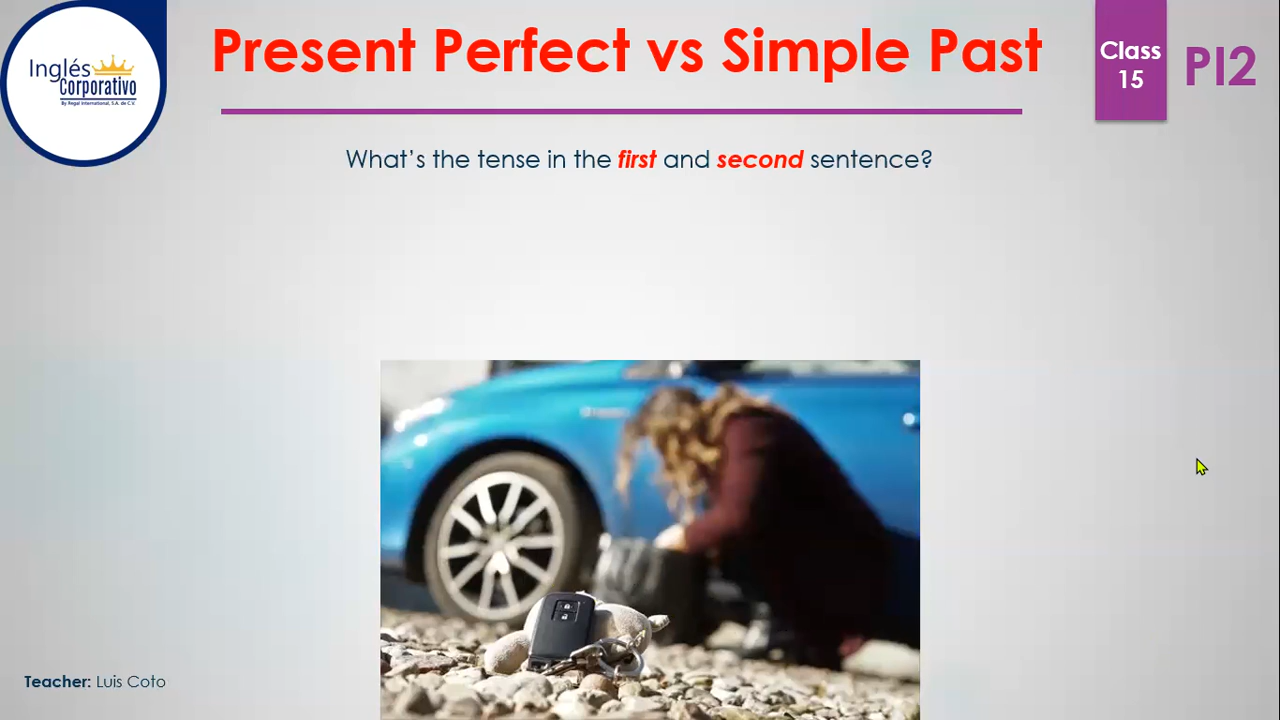 Present Perfect vs Simple Past
Class
15
PI2
Inglés
Corporativo
By Regal International, S.A. de C.V.
What's the tense in the first and second sentence?
Teacher: Luis Coto